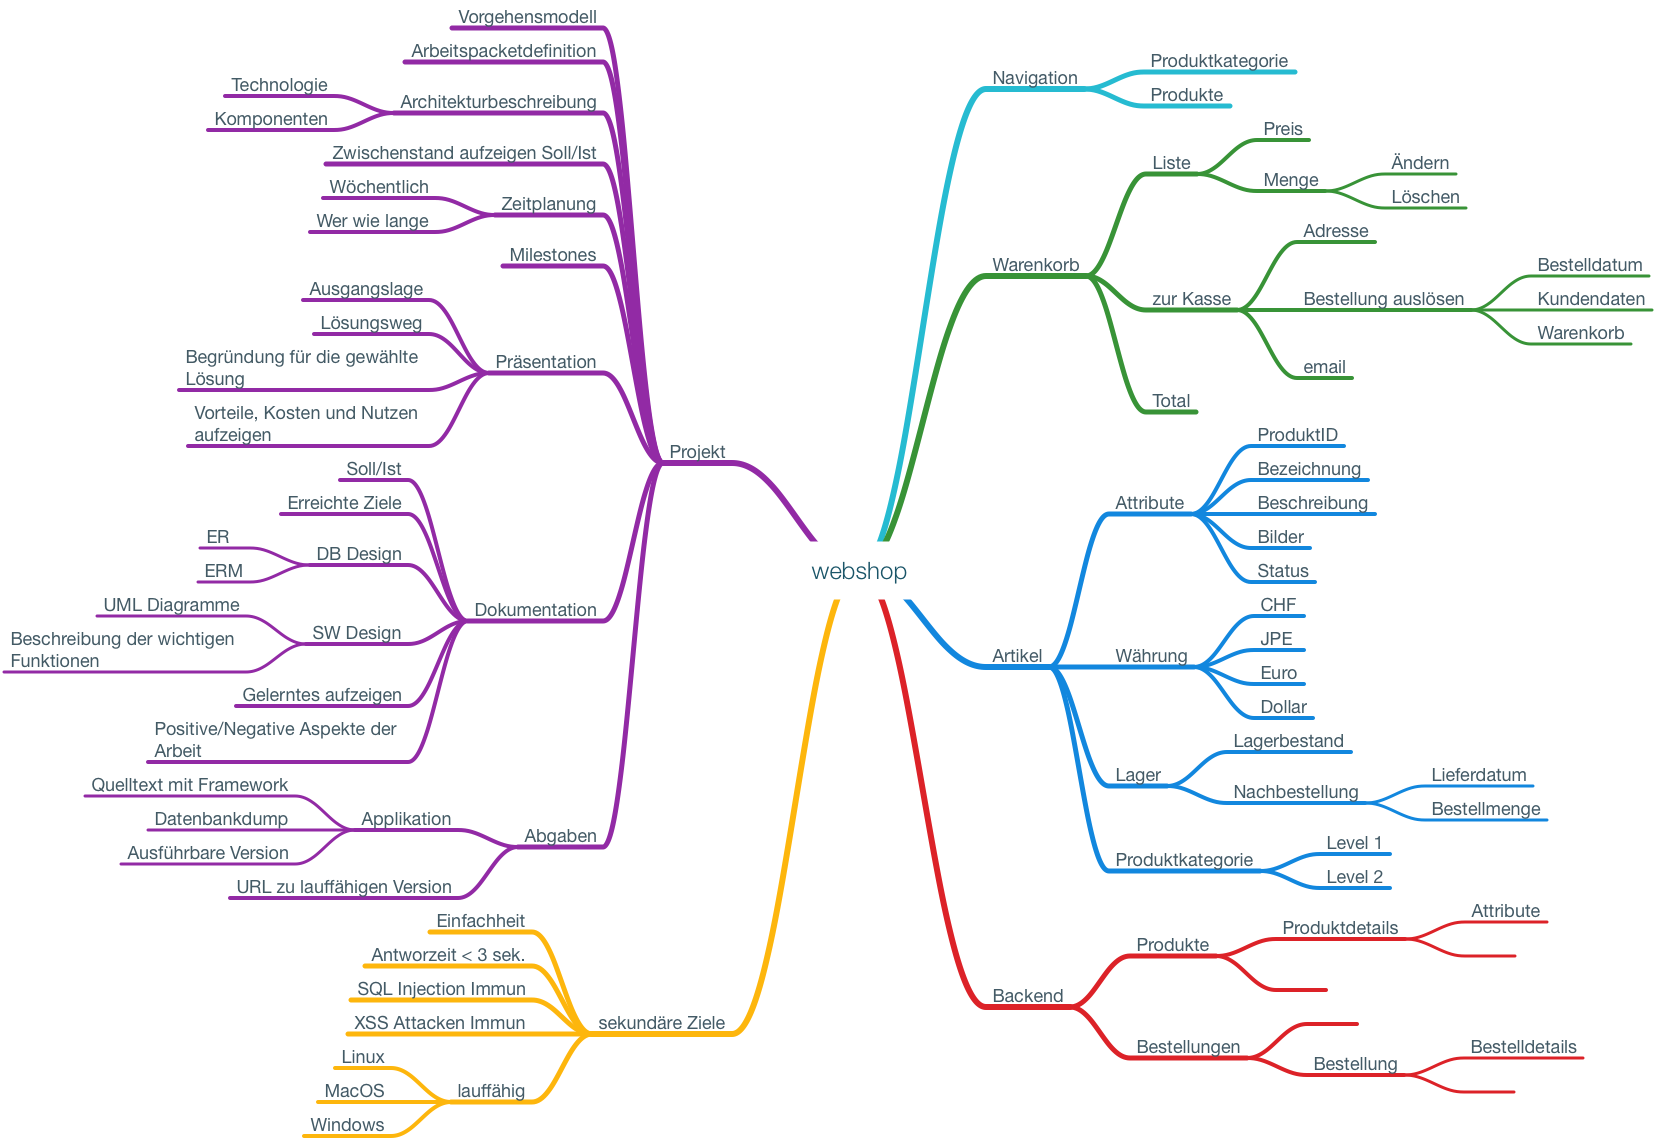 Vorgehensmodell
Arbeitspacketdefinition
Technologie
Komponenten
Architekturbeschreibung
Zwischenstand aufzeigen Soll/Ist
Wöchentlich
Wer wie lange
Zeitplanung
Milestones
Ausgangslage
Lösungsweg
Begründung für die gewählte
Lösung
Vorteile, Kosten und Nutzen
aufzeigen
Präsentation
Projekt
Soll/Ist
Erreichte Ziele
ER
ERM
DB Design
UML Diagramme
Beschreibung der wichtigen
Funktionen
SW Design
Gelerntes aufzeigen
Positive/Negative Aspekte der
Arbeit
Dokumentation
Quelltext mit Framework
Datenbankdump
Ausführbare Version
Applikation
URL zu lauffähigen Version
Abgaben
Einfachheit
Antworzeit < 3 sek.
SQL Injection Immun
XSS Attacken Immun
Linux
MacOS
Windows
lauffähig
sekundäre Ziele
webshop
Navigation
Produktkategorie
Produkte
Warenkorb
Liste
Preis
Menge
Ändern
Löschen
zur Kasse
Adresse
Bestellung auslösen
Bestelldatum
Kundendaten
Warenkorb
email
Total
Artikel
Attribute
ProduktID
Bezeichnung
Beschreibung
Bilder
Status
Währung
CHF
JPE
Euro
Dollar
Lager
Lagerbestand
Nachbestellung
Lieferdatum
Bestellmenge
Produktkategorie
Level 1
Level 2
Backend
Produkte
Produktdetails
Attribute
Bestellungen
Bestellung
Bestelldetails